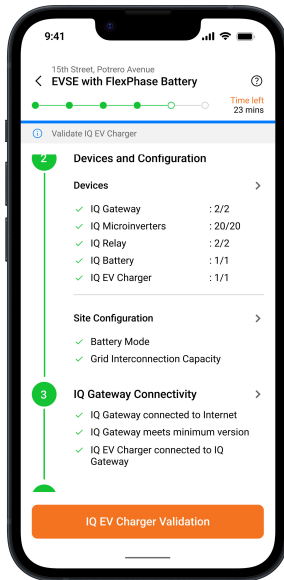 9:41
15th Street, Potrero Avenue
EVSE with FlexPhase Battery
Time left
23 mins
Validate IQ EV Charger
2
Devices and Configuration
Devices
IQ Gateway : 2/2
IQ Microinverters : 20/20
IQ Relay : 2/2
IQ Battery : 1/1
IQ EV Charger : 1/1
Site Configuration
Battery Mode
Grid Interconnection Capacity
3
IQ Gateway Connectivity
IQ Gateway connected to Internet
IQ Gateway meets minimum version
IQ EV Charger connected to IQ
Gateway
IQ EV Charger Validation